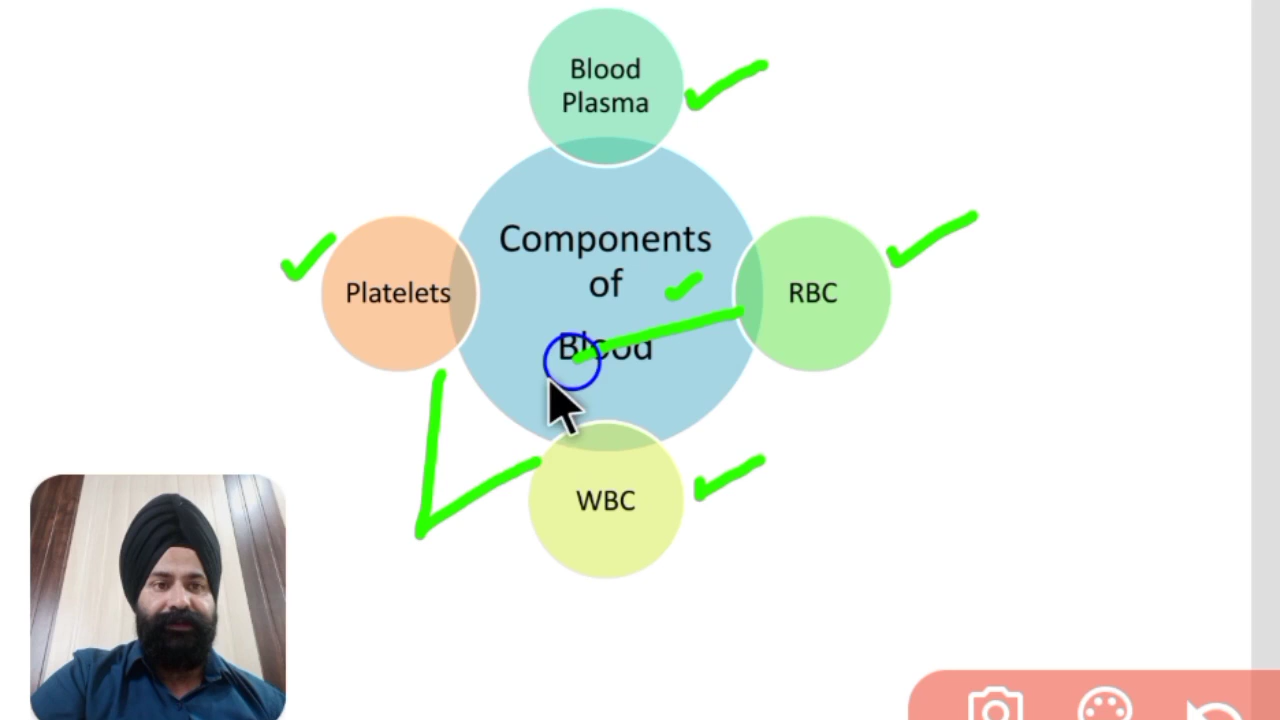 Blood
Plasma
Components
of
Blood
Platelets
RBC
WBC